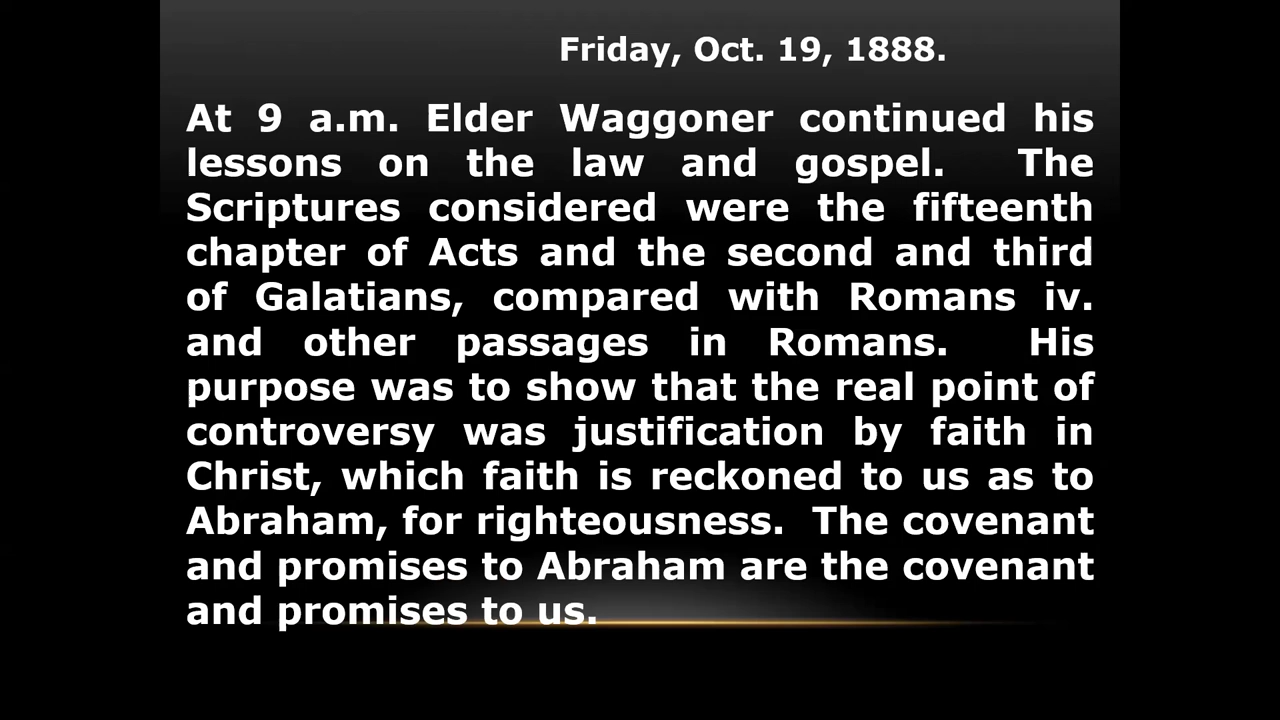 Friday, Oct. 19, 1888.
At 9 a.m. Elder Waggoner continued his
lessons on the law and gospel. The
Scriptures considered were the fifteenth
chapter of Acts and the second and third
of Galatians, compared with Romans iv.
and other passages in Romans. His
purpose was to show that the real point of
controversy was justification by faith in
Christ, which faith is reckoned to us as to
Abraham, for righteousness. The covenant
and promises to Abraham are the covenant
and promises to us.